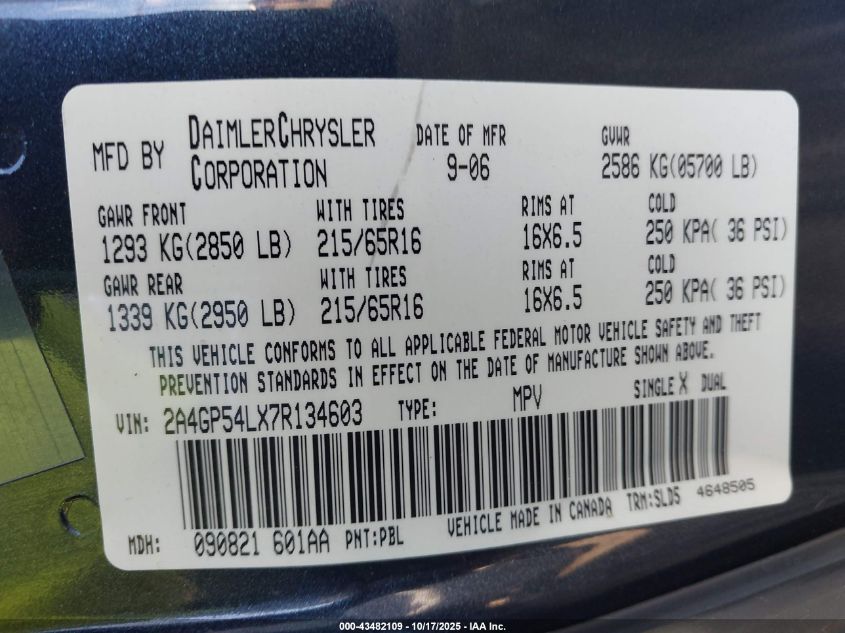 MFD BY DAIMLERCHRYSLER CORPORATION DATE OF MFR 9-06 GVWR 2586 KG(05700 LB)
GAWR FRONT WITH TIRES RIMS AT COLD
1293 KG(2850 LB) 215/65R16 16X6.5 250 KPA( 36 PSI)
GAWR REAR WITH TIRES RIMS AT COLD
1339 KG(2950 LB) 215/65R16 16X6.5 250 KPA( 36 PSI)
THIS VEHICLE CONFORMS TO ALL APPLICABLE FEDERAL MOTOR VEHICLE SAFETY AND THEFT
PREVENTION STANDARDS IN EFFECT ON THE DATE OF MANUFACTURE SHOWN ABOVE.
VIN: 2A4GP54LX7R134603 TYPE: MPV SINGLE X DUAL
MDH: 090821 601AA PNT:PBL VEHICLE MADE IN CANADA TRM:SLD5 4648505
000-43482109 - 10/17/2025 - IAA Inc.